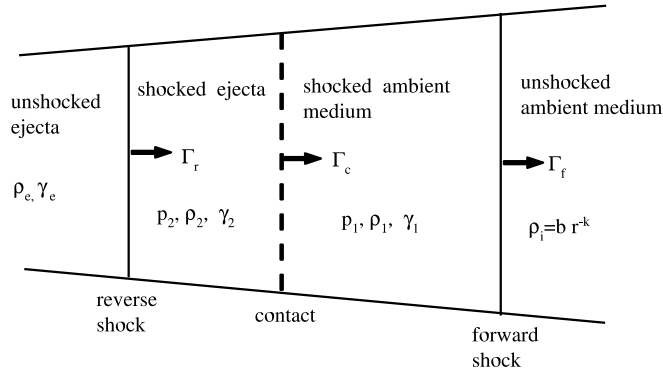 unshocked
ejecta
ρe, γe
shocked ejecta
Γr
p2, ρ2, γ2
shocked ambient
medium
Γc
p1, ρ1, γ1
unshocked
ambient medium
Γf
ρi=b r-k
reverse
shock
contact
forward
shock